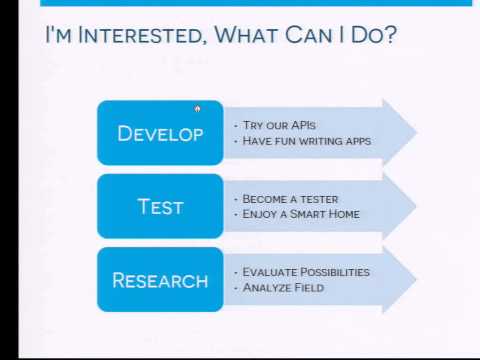 I'm Interested, What Can I Do?
Develop
• Try our APIs
• Have fun writing apps
Test
• Become a tester
• Enjoy a Smart Home
Research
• Evaluate Possibilities
• Analyze Field